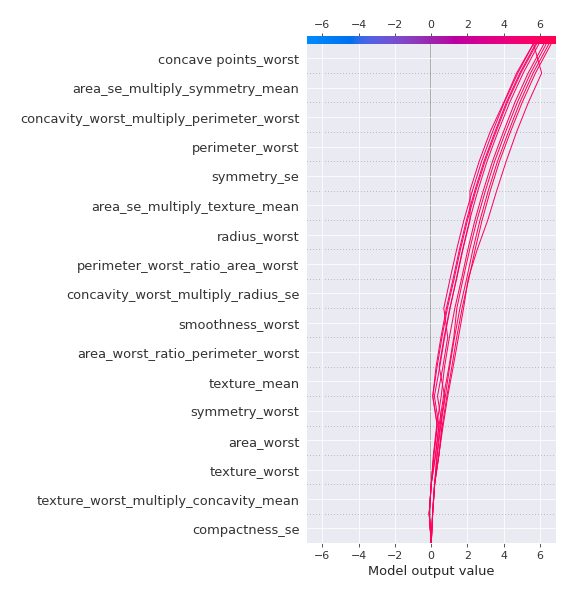 −6 −4 −2 0 2 4 6
concave points_worst
area_se_multiply_symmetry_mean
concavity_worst_multiply_perimeter_worst
perimeter_worst
symmetry_se
area_se_multiply_texture_mean
radius_worst
perimeter_worst_ratio_area_worst
concavity_worst_multiply_radius_se
smoothness_worst
area_worst_ratio_perimeter_worst
texture_mean
symmetry_worst
area_worst
texture_worst
texture_worst_multiply_concavity_mean
compactness_se
−6 −4 −2 0 2 4 6
Model output value